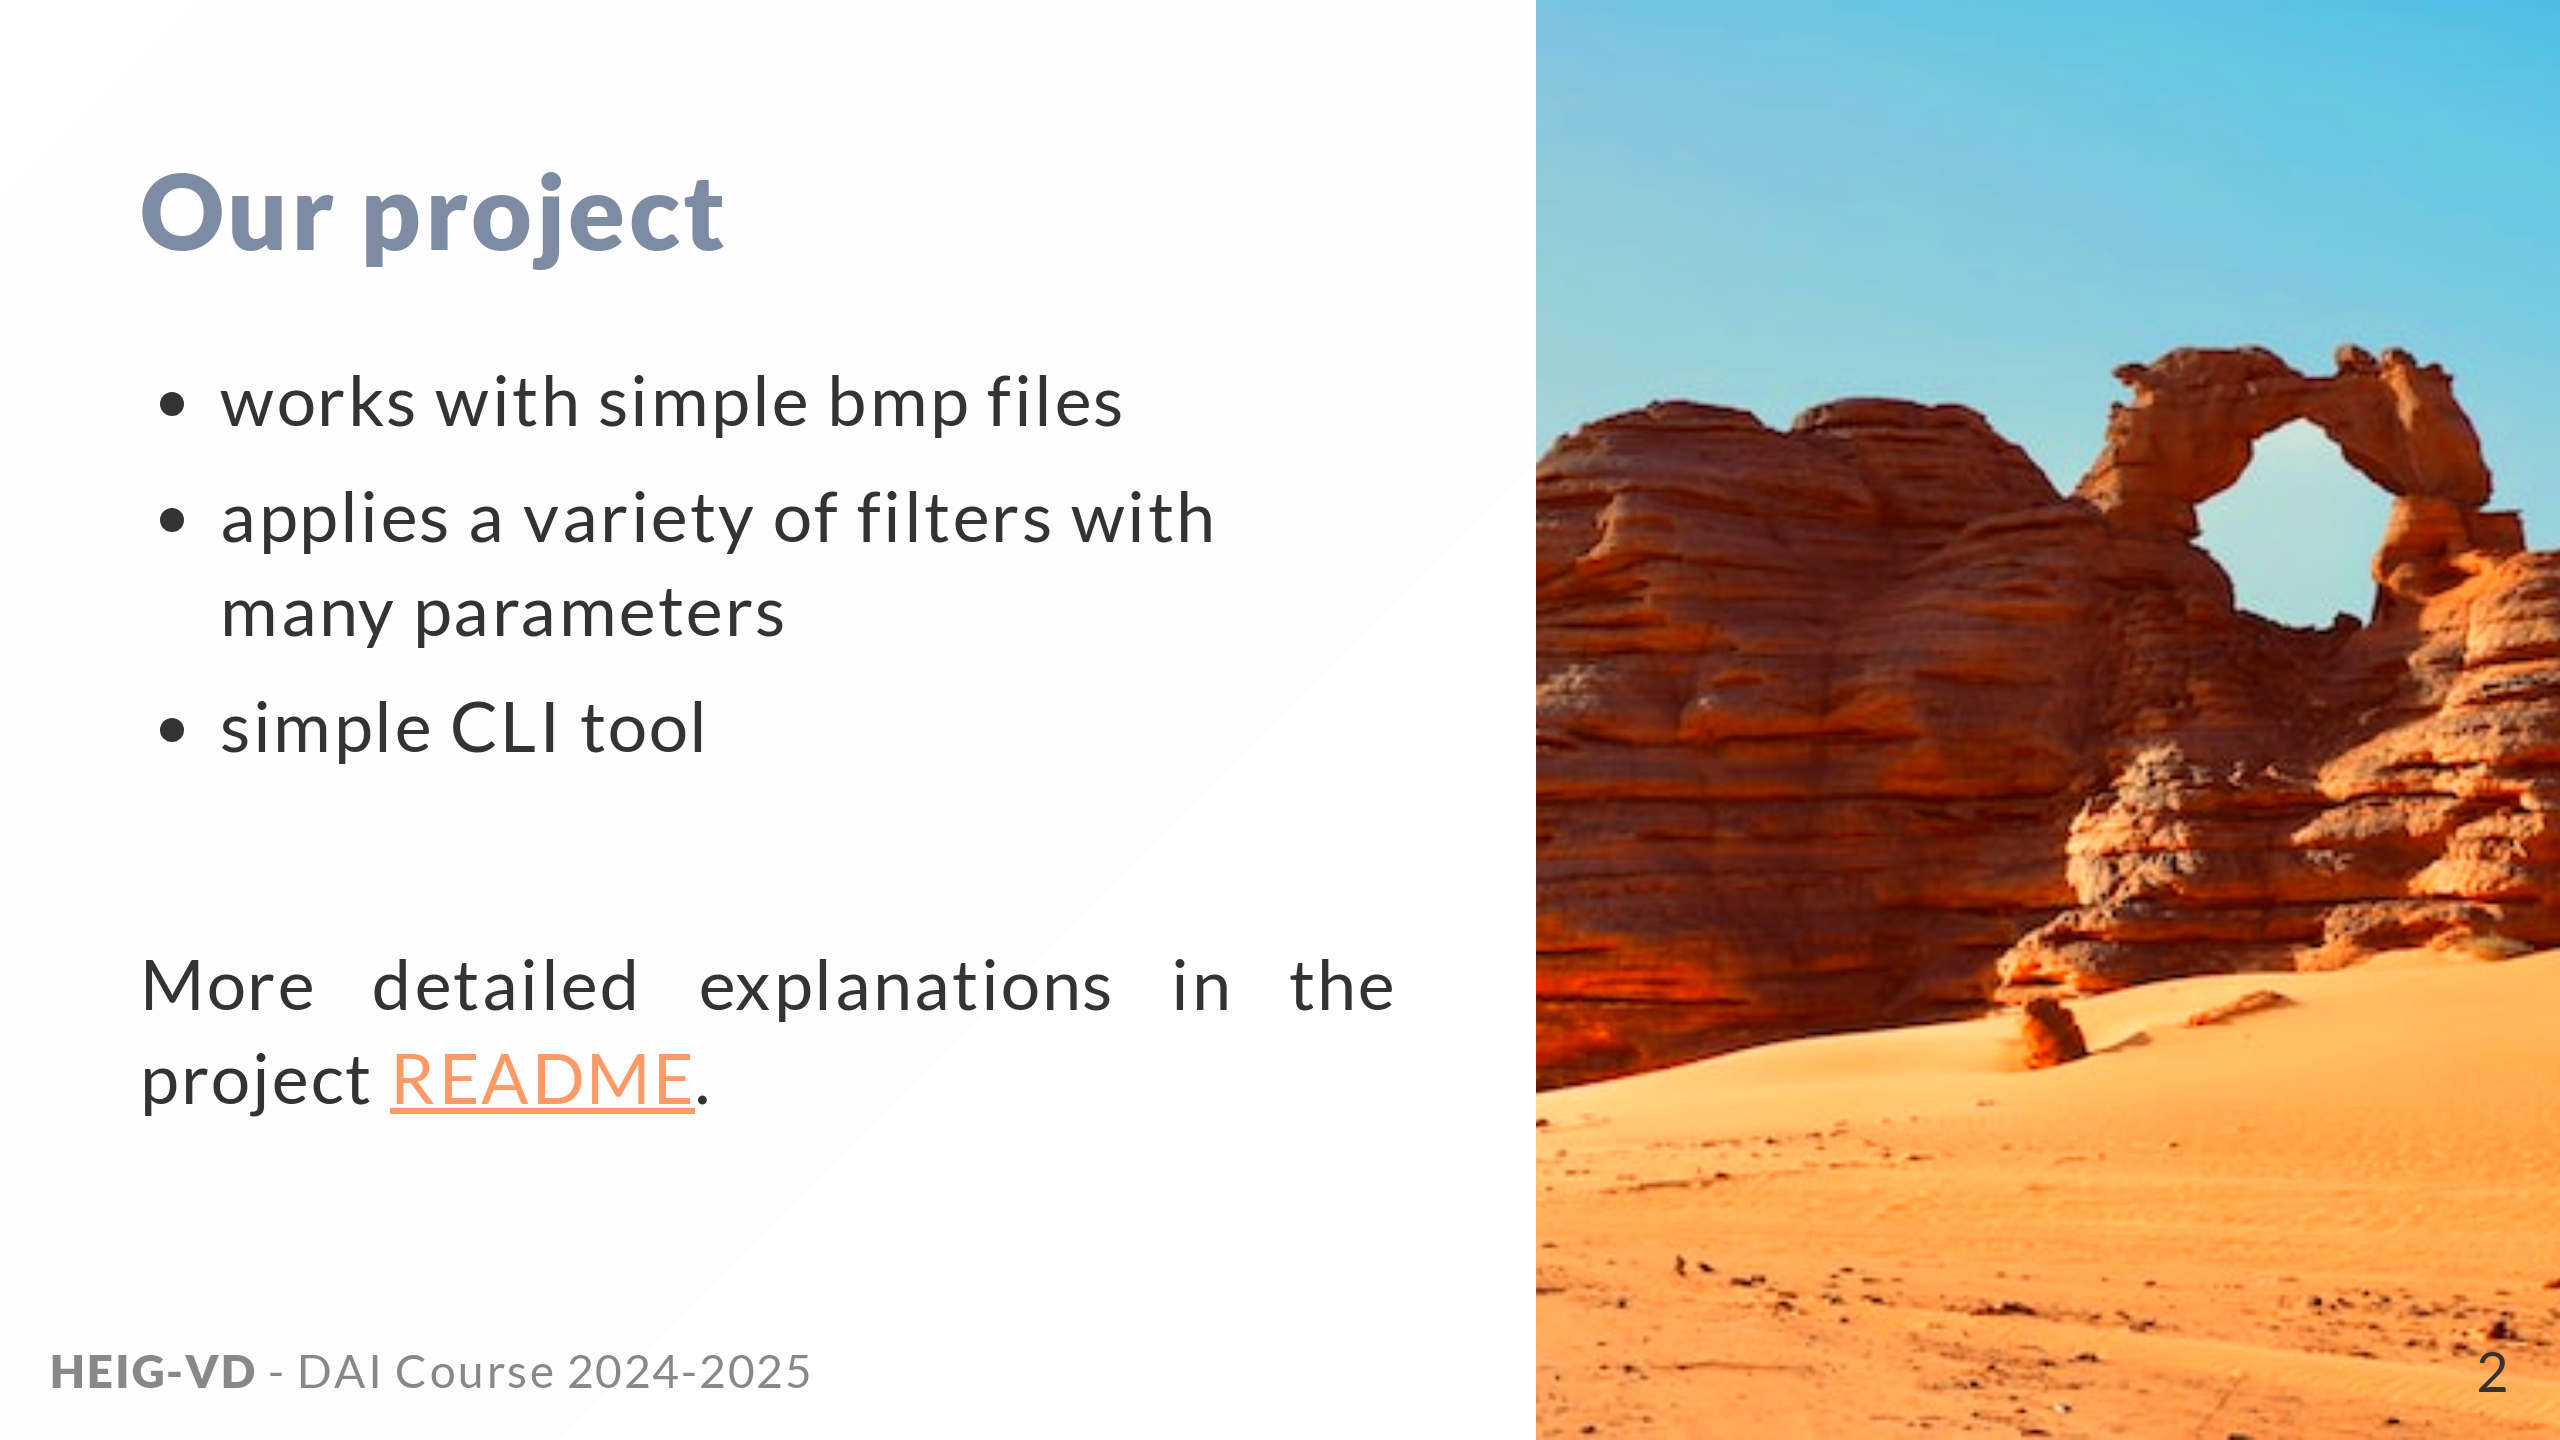 Our project
• works with simple bmp files
• applies a variety of filters with
many parameters
• simple CLI tool
More detailed explanations in the
project README.
HEIG-VD - DAI Course 2024-2025
2